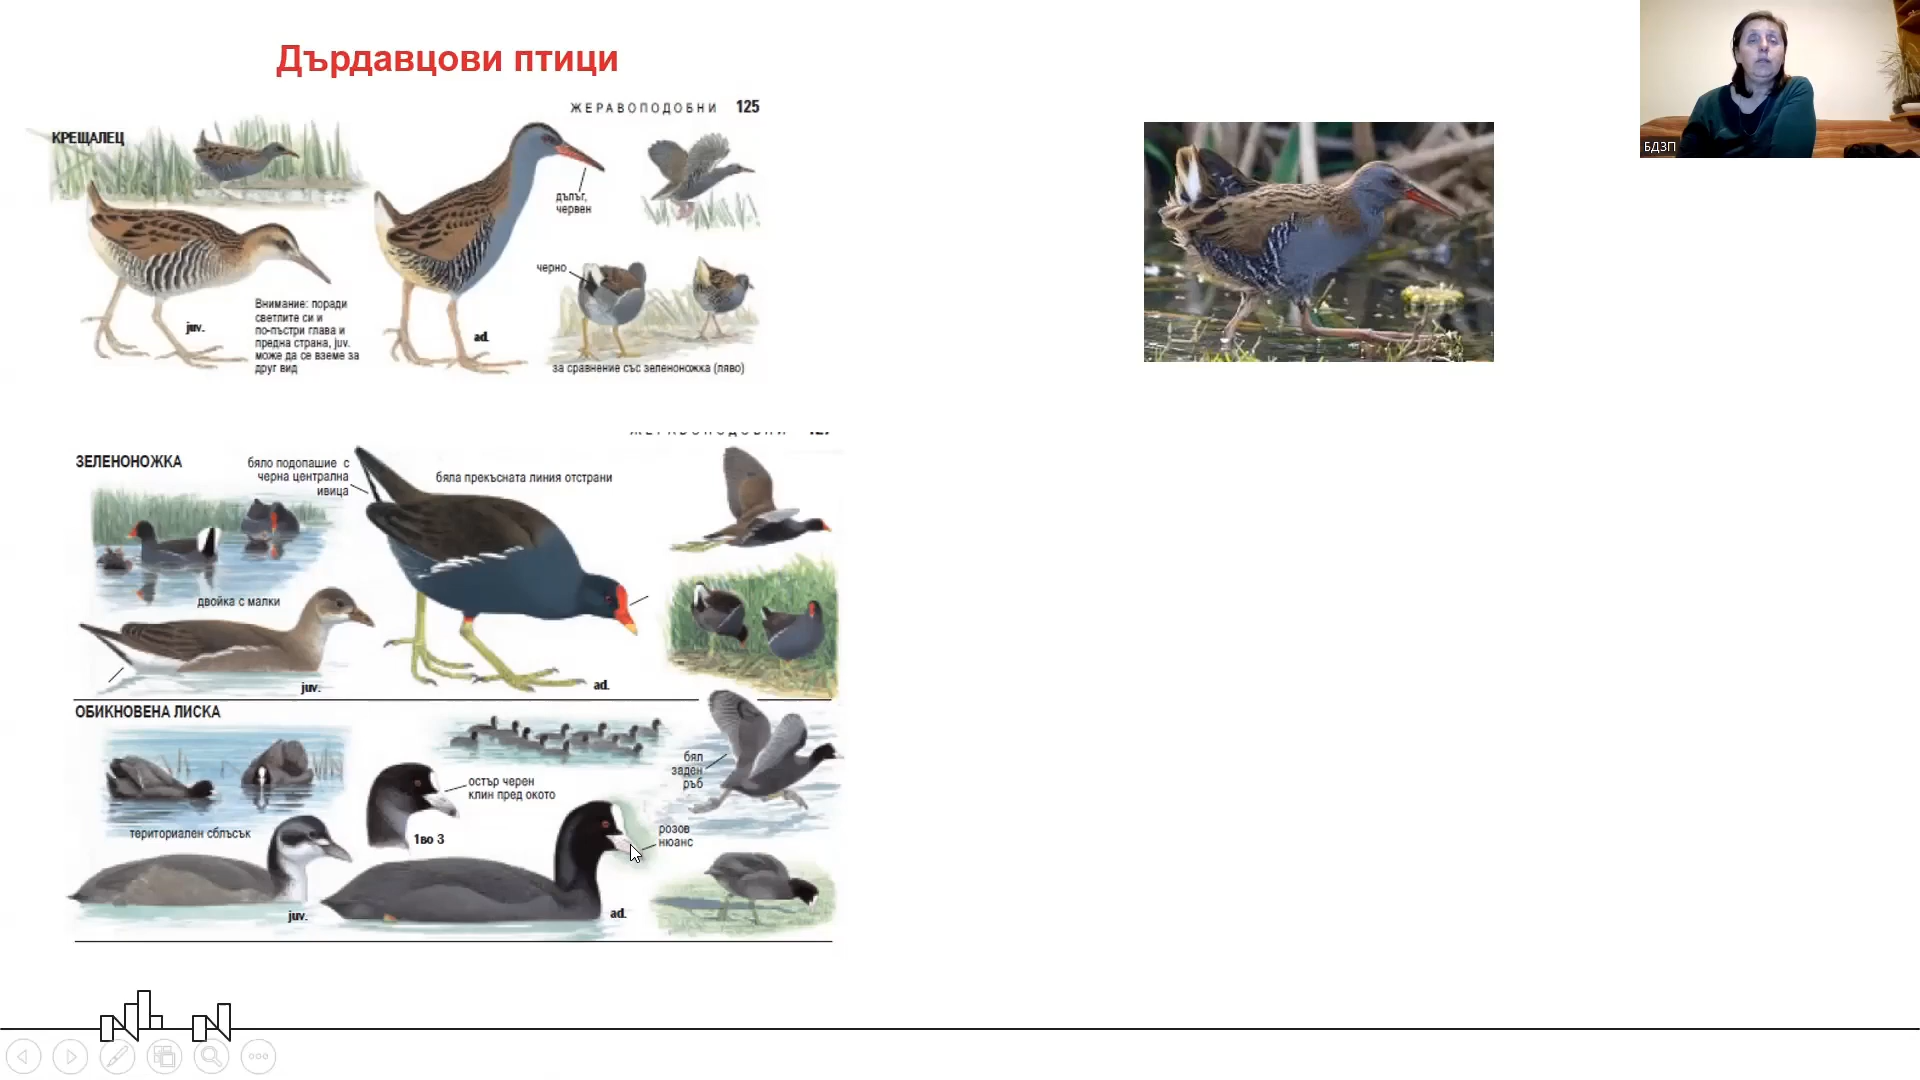 Дърдавцови птици
ЖЕРАВОПОДОБНИ 125
КРЕЩАЛЕЦ
дълъг,
червен
черно
Внимание: поради
светлите си и
по-пъстри глава и
предна страна, juv.
може да се вземе за
друг вид
juv.
ad.
за сравнение със зеленоножка (ляво)
ЗЕЛЕНОНОЖКА
бяло подопашие с
черна централна
ивица
бяла прекъсната линия отстрани
двойка с малки
juv.
ad.
ОБИКНОВЕНА ЛИСКА
бял
заден
ръб
остър черен
клин пред окото
териториален сблъсък
1во 3
розов
нюанс
juv.
ad.
БДЗП